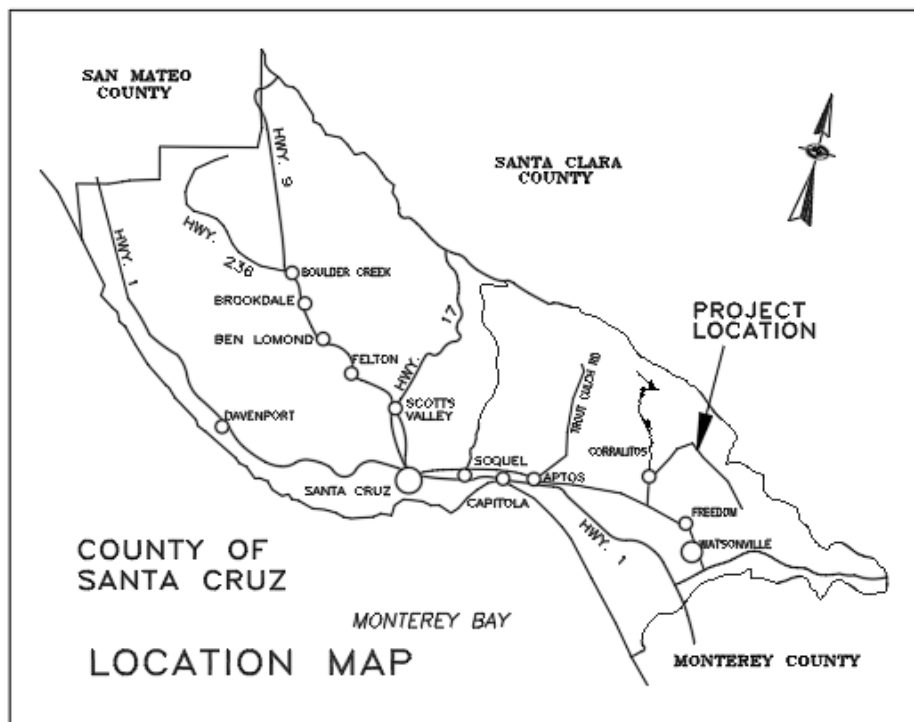 SAN MATEO
COUNTY
SANTA CLARA
COUNTY
HWY. 9
HWY. 1
HWY.
236
BOULDER CREEK
BROOKDALE
BEN LOMOND
FELTON
HWY. 17
SCOTTS
VALLEY
DAVENPORT
PROJECT
LOCATION
TROUT GULCH RD
CORRALITOS
SANTA CRUZ
SOQUEL
CAPITOLA
APTOS
FREEDOM
WATSONVILLE
HWY. 1
COUNTY OF
SANTA CRUZ
MONTEREY BAY
LOCATION MAP
MONTEREY COUNTY